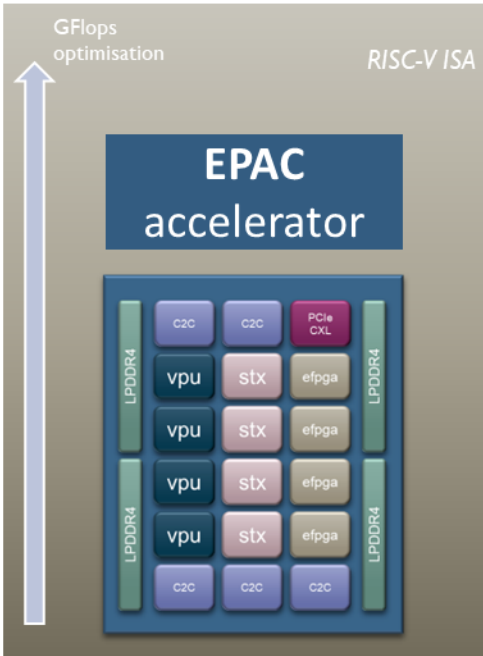 GFlops
optimisation
RISC-V ISA
EPAC
accelerator
LPDDR4
C2C
C2C
PCIe
CXL
LPDDR4
vpu
stx
efpga
vpu
stx
efpga
LPDDR4
vpu
stx
efpga
LPDDR4
vpu
stx
efpga
C2C
C2C
C2C